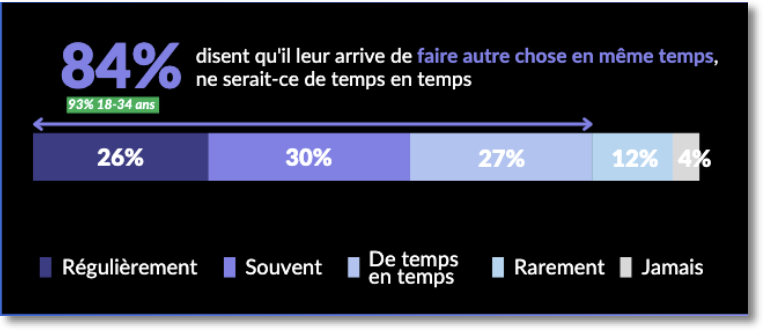 84% disent qu'il leur arrive de faire autre chose en même temps,
ne serait-ce de temps en temps
93% 18-34 ans
26% 30% 27% 12% 4%
Régulièrement Souvent De temps en temps Rarement Jamais